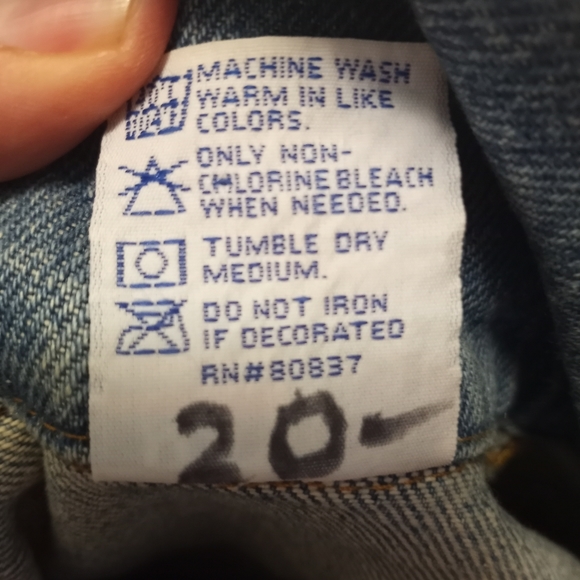 MACHINE WASH
WARM IN LIKE
COLORS.
ONLY NON-
CHLORINE BLEACH
WHEN NEEDED.
TUMBLE DRY
MEDIUM.
DO NOT IRON
IF DECORATED
RN#80837
20-